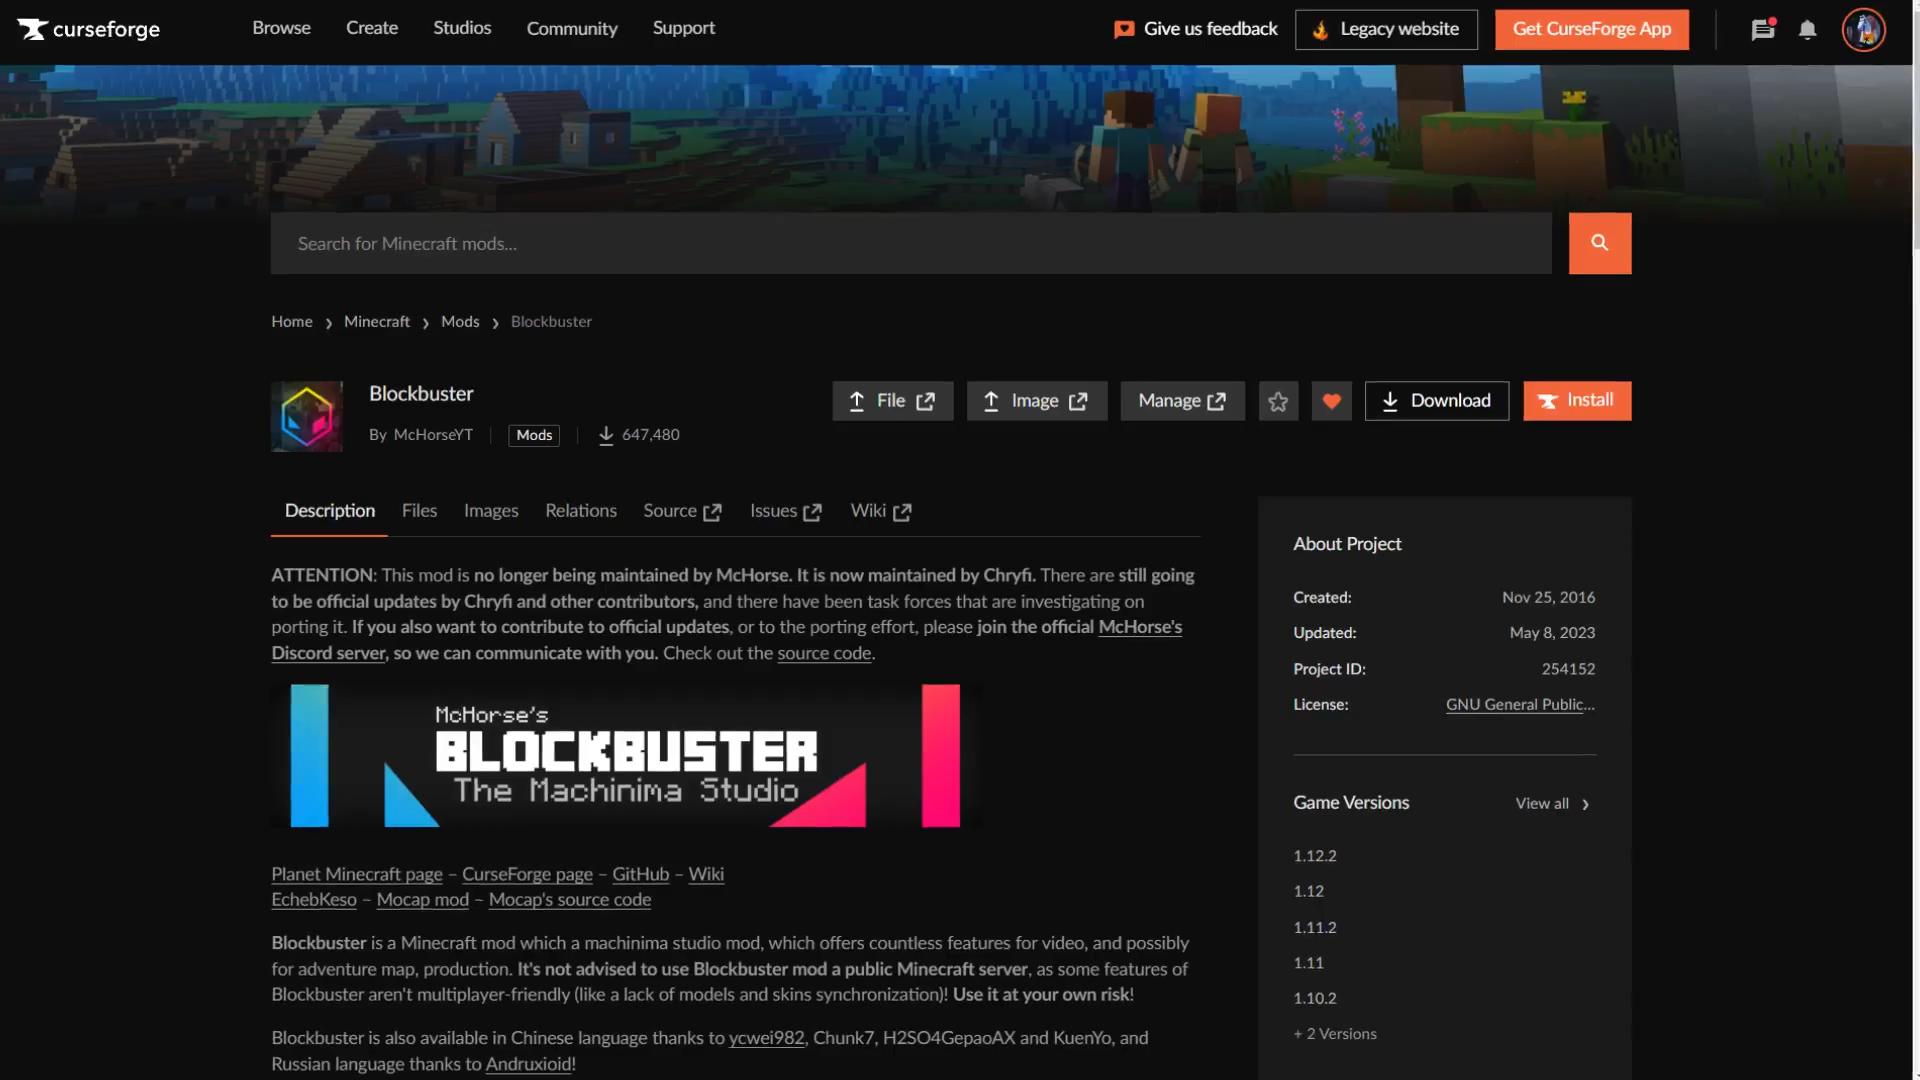 curseforge
Browse
Create
Studios
Community
Support
Give us feedback
Legacy website
Get CurseForge App
Search for Minecraft mods...
Home > Minecraft > Mods > Blockbuster
Blockbuster
By McHorseYT
Mods
647,480
File
Image
Manage
Download
Install
Description
Files
Images
Relations
Source
Issues
Wiki
ATTENTION: This mod is no longer being maintained by McHorse. It is now maintained by Chryfi. There are still going
to be official updates by Chryfi and other contributors, and there have been task forces that are investigating on
porting it. If you also want to contribute to official updates, or to the porting effort, please join the official McHorse's
Discord server, so we can communicate with you. Check out the source code.
McHorse's
BLOCKBUSTER
The Machinima Studio
Planet Minecraft page – CurseForge page – GitHub – Wiki
EchebKeso – Mocap mod – Mocap's source code
Blockbuster is a Minecraft mod which a machinima studio mod, which offers countless features for video, and possibly
for adventure map, production. It's not advised to use Blockbuster mod a public Minecraft server, as some features of
Blockbuster aren't multiplayer-friendly (like a lack of models and skins synchronization)! Use it at your own risk!
Blockbuster is also available in Chinese language thanks to ycwei982, Chunk7, H2SO4GepaoAX and KuenYo, and
Russian language thanks to Andruxioid!
About Project
Created: Nov 25, 2016
Updated: May 8, 2023
Project ID: 254152
License: GNU General Public...
Game Versions
View all >
1.12.2
1.12
1.11.2
1.11
1.10.2
+ 2 Versions